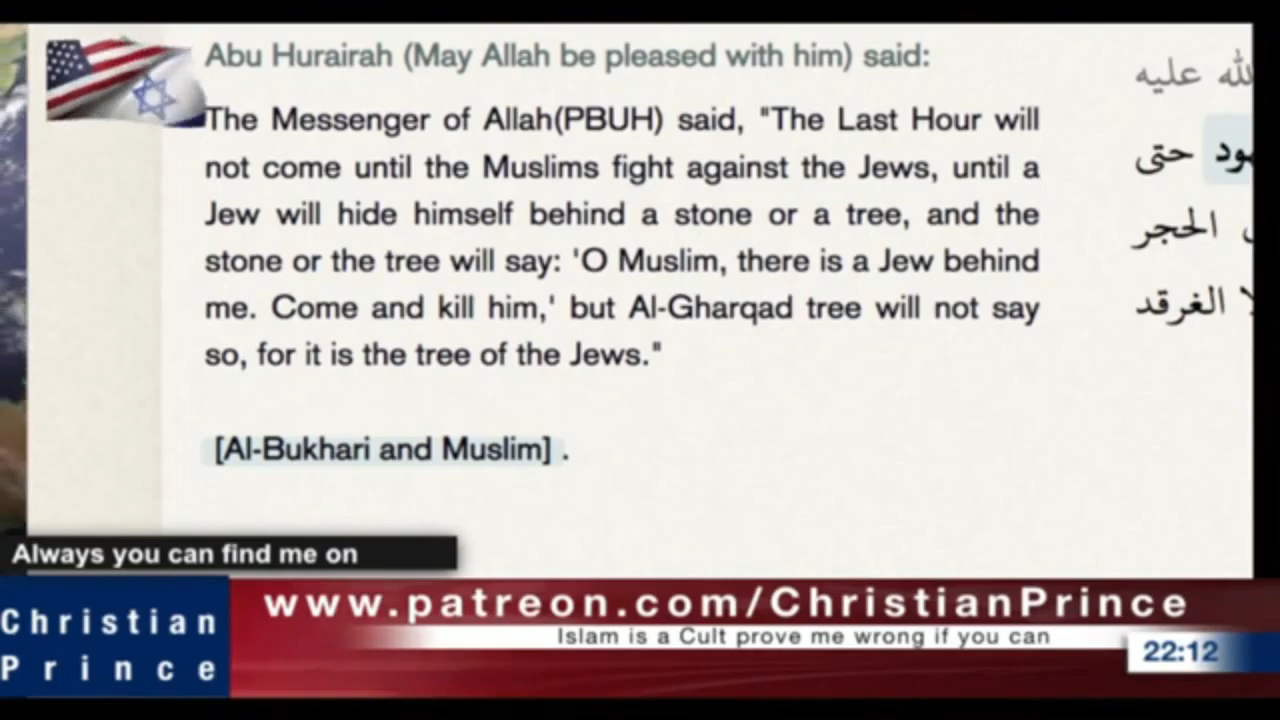 Abu Hurairah (May Allah be pleased with him) said:
The Messenger of Allah(PBUH) said, "The Last Hour will
not come until the Muslims fight against the Jews, until a
Jew will hide himself behind a stone or a tree, and the
stone or the tree will say: 'O Muslim, there is a Jew behind
me. Come and kill him,' but Al-Gharqad tree will not say
so, for it is the tree of the Jews."
[Al-Bukhari and Muslim] .
الله عليه
حتى
الحجر
الغرقد
Always you can find me on
www.patreon.com/ChristianPrince
Islam is a Cult prove me wrong if you can
Christian
Prince
22:12